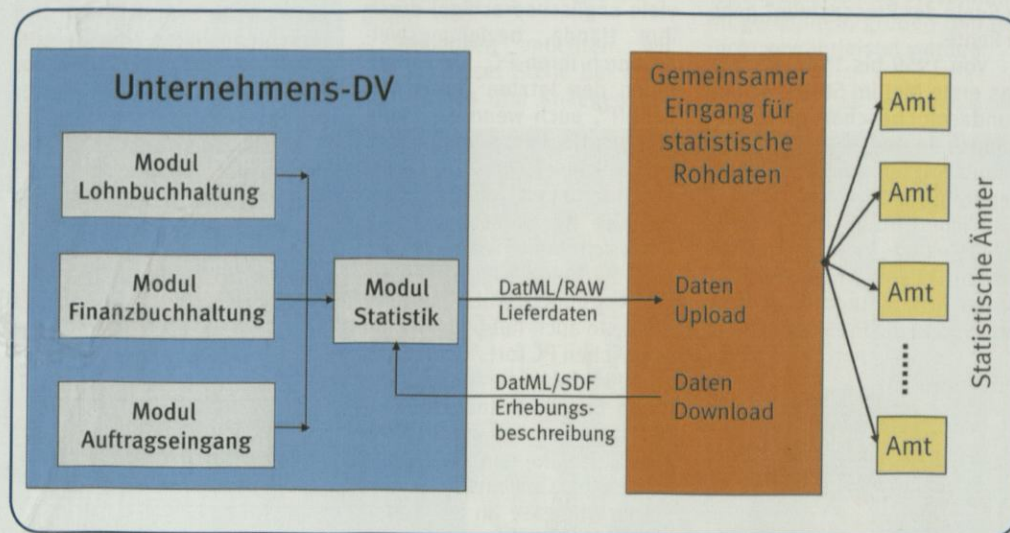 Unternehmens-DV
Modul
Lohnbuchhaltung
Modul
Finanzbuchhaltung
Modul
Auftragseingang
Modul
Statistik
DatML/RAW
Lieferdaten
DatML/SDF
Erhebungs-
beschreibung
Gemeinsamer
Eingang für
statistische
Rohdaten
Daten
Upload
Daten
Download
Amt
Amt
Amt
Amt
Statistische Ämter